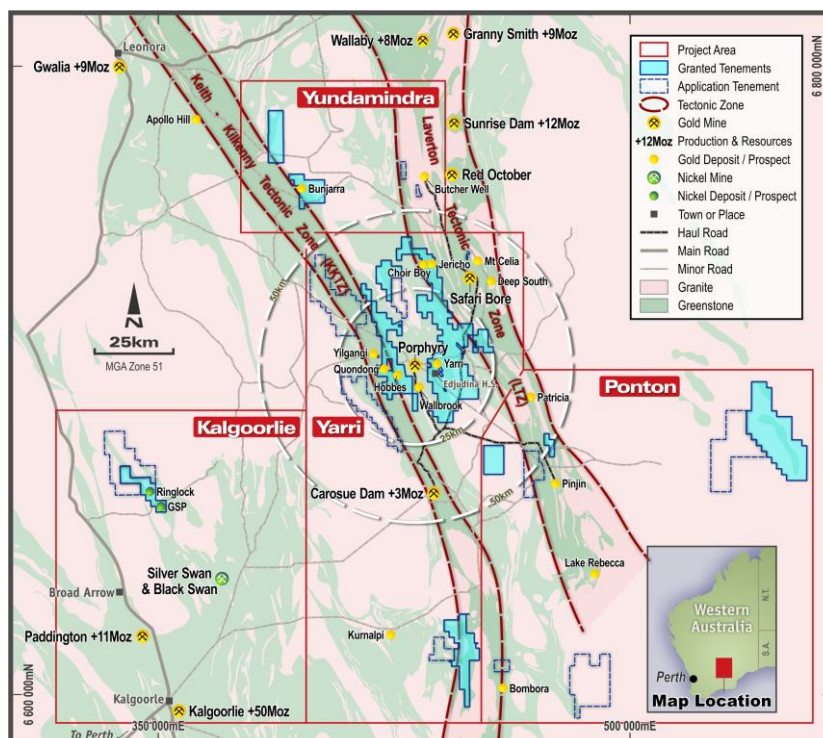 Leonora
Gwalia +9Moz
Wallaby +8Moz
Granny Smith +9Moz
Apollo Hill
Keith - Kilkenny Tectonic Zone (KKTZ)
Yundamindra
Laverton Tectonic Zone (LTZ)
Sunrise Dam +12Moz
Red October
Butcher Well
Bunjarra
Choir Boy
Jericho
Mt Celia
Deep South
Safari Bore
50km
N
25km
MGA Zone 51
Porphyry
Yilgangi
Quondong
Hobbes
Yarn
Edjudina H.S.
Wallbrook
25km
50km
Patricia
Ponton
Kalgoorlie
Yarri
Ringlock
GSP
Carosue Dam +3Moz
Pinjin
Silver Swan
& Black Swan
Broad Arrow
Lake Rebecca
Paddington +11Moz
Kurnalpi
Bombora
Kalgoorle
Kalgoorlie +50Moz
To Perth
350 000mE
500 000mE
6 800 000mN
6 600 000mN
Project Area
Granted Tenements
Application Tenement
Tectonic Zone
Gold Mine
+12Moz Production & Resources
Gold Deposit / Prospect
Nickel Mine
Nickel Deposit / Prospect
Town or Place
Haul Road
Main Road
Minor Road
Granite
Greenstone
Western
Australia
N.T.
S.A.
Perth
Map Location